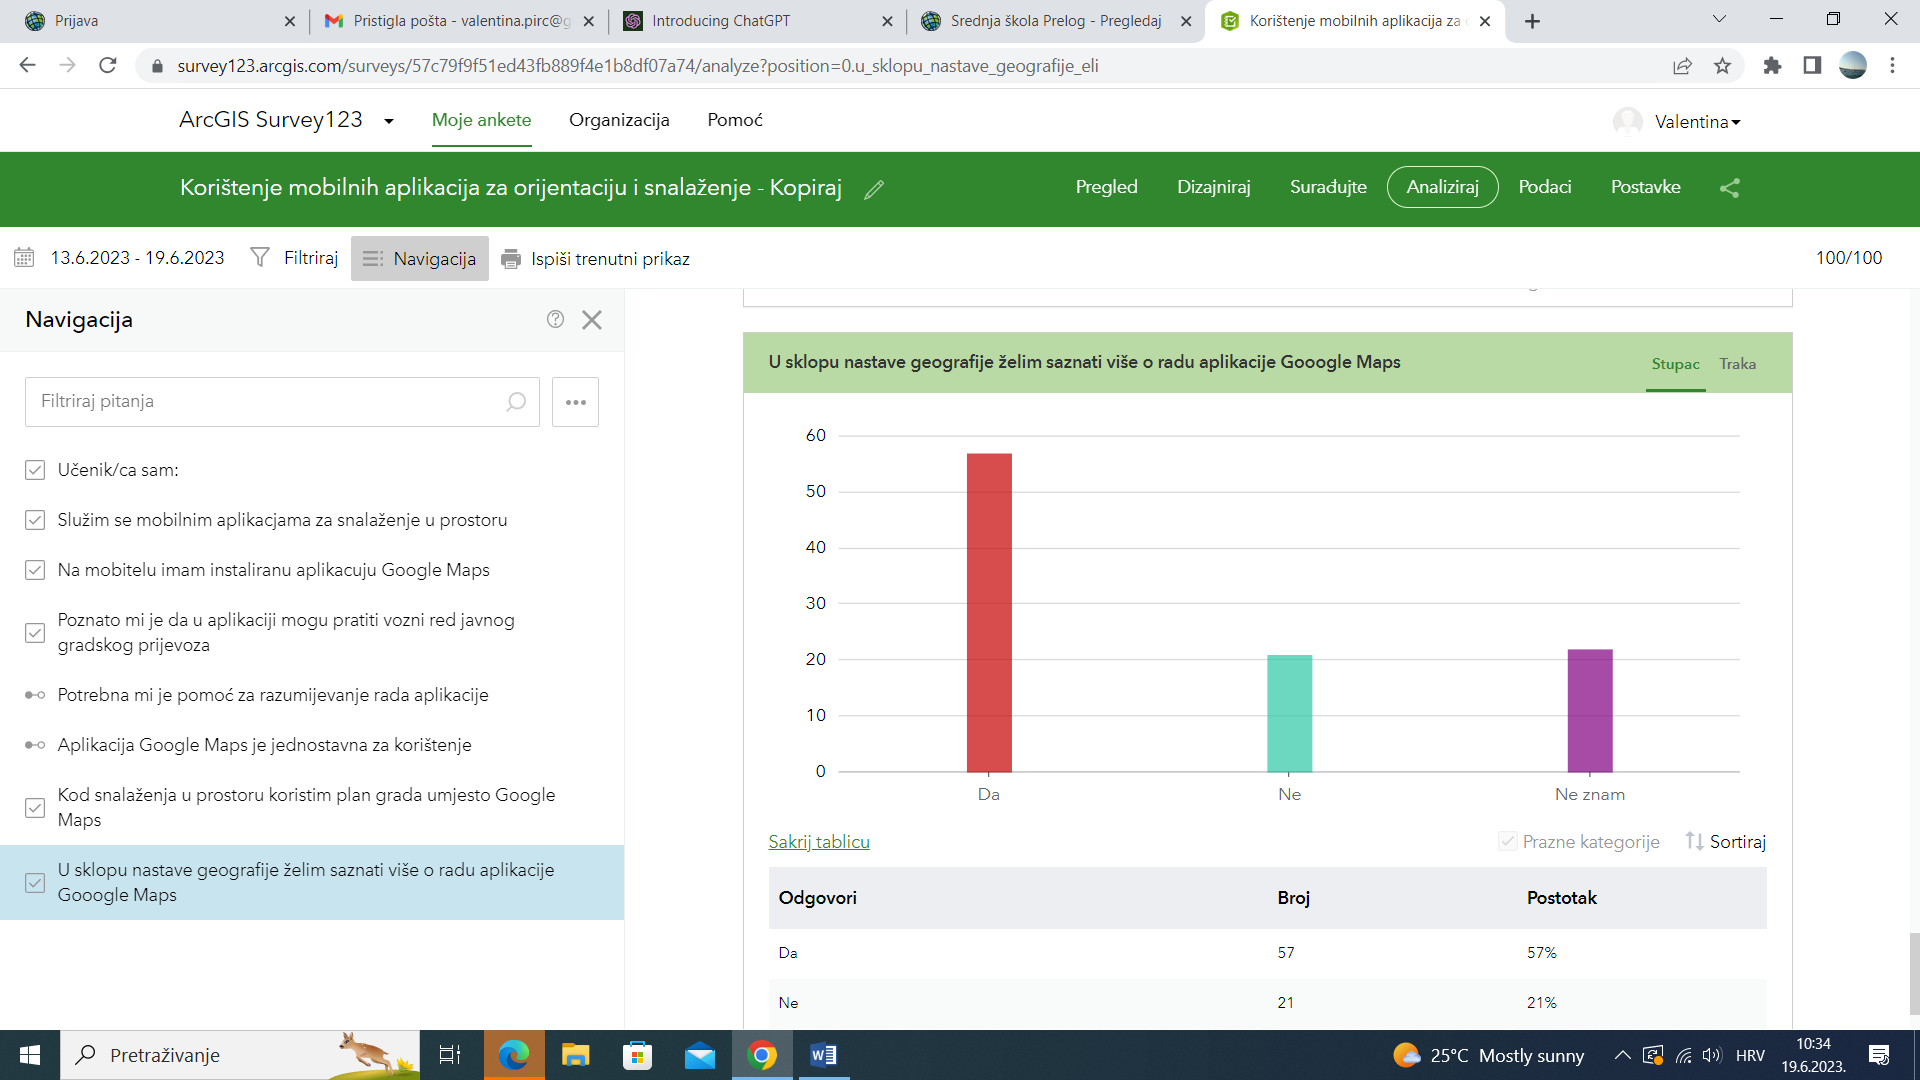 Prijava
Pristigla pošta - valentina.pirc@g
Introducing ChatGPT
Srednja škola Prelog - Pregledaj
Korištenje mobilnih aplikacija za
survey123.arcgis.com/surveys/57c79f9f51ed43fb889f4e1b8df07a74/analyze?position=0.u_sklopu_nastave_geografije_eli
ArcGIS Survey123
Moje ankete
Organizacija
Pomoć
Valentina
Korištenje mobilnih aplikacija za orijentaciju i snalaženje - Kopiraj
Pregled
Dizajniraj
Surađujte
Analiziraj
Podaci
Postavke
13.6.2023 - 19.6.2023
Filtriraj
Navigacija
Ispiši trenutni prikaz
100/100
Navigacija
Filtriraj pitanja
Učenik/ca sam:
Služim se mobilnim aplikacjama za snalaženje u prostoru
Na mobitelu imam instaliranu aplikacuju Google Maps
Poznato mi je da u aplikaciji mogu pratiti vozni red javnog
gradskog prijevoza
Potrebna mi je pomoć za razumijevanje rada aplikacije
Aplikacija Google Maps je jednostavna za korištenje
Kod snalaženja u prostoru koristim plan grada umjesto Google
Maps
U sklopu nastave geografije želim saznati više o radu aplikacije
Gooogle Maps
U sklopu nastave geografije želim saznati više o radu aplikacije Gooogle Maps
Stupac
Traka
60
50
40
30
20
10
0
Da
Ne
Ne znam
Sakrij tablicu
Prazne kategorije
Sortiraj
Odgovori Broj Postotak
Da 57 57%
Ne 21 21%
Pretraživanje
25°C Mostly sunny
HRV
10:34
19.6.2023.